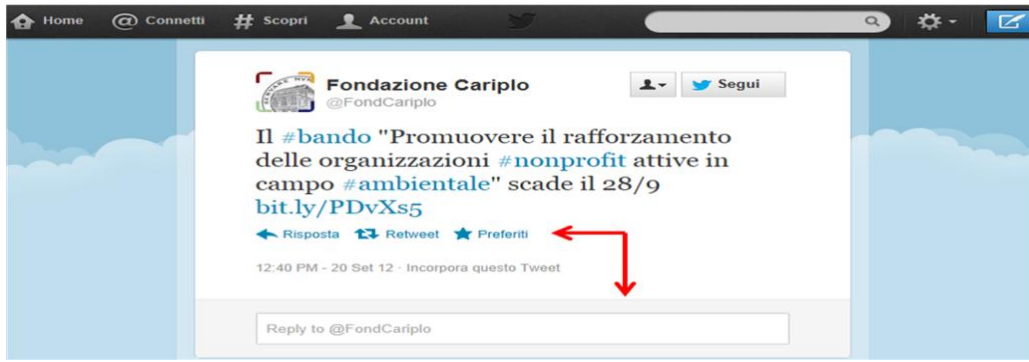 Home Connetti Scopri Account
Fondazione Cariplo
@FondCariplo
Segui
Il #bando "Promuovere il rafforzamento
delle organizzazioni #nonprofit attive in
campo #ambientale" scade il 28/9
bit.ly/PDvXs5
Risposta Retweet Preferiti
12:40 PM - 20 Set 12 · Incorpora questo Tweet
Reply to @FondCariplo